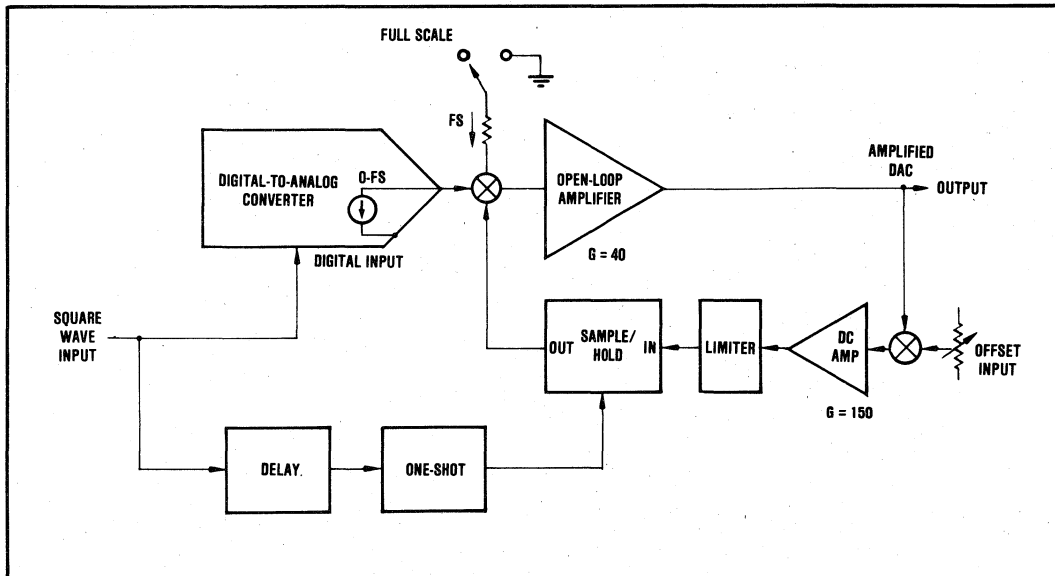 FULL SCALE
FS
DIGITAL-TO-ANALOG
CONVERTER
0-FS
DIGITAL INPUT
OPEN-LOOP
AMPLIFIER
G = 40
AMPLIFIED
DAC
OUTPUT
SQUARE
WAVE
INPUT
OUT
SAMPLE/
HOLD
IN
LIMITER
DC
AMP
G = 150
OFFSET
INPUT
DELAY
ONE-SHOT